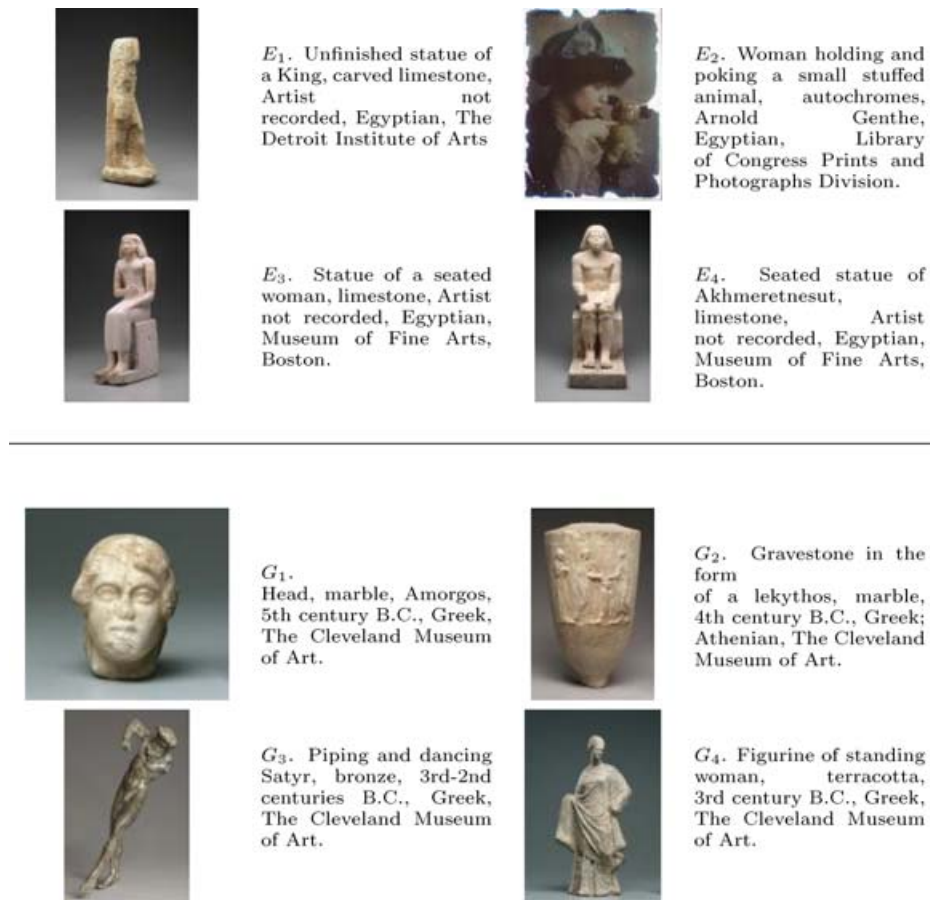 E1. Unfinished statue of
a King, carved limestone,
Artist not
recorded, Egyptian, The
Detroit Institute of Arts
E2. Woman holding and
poking a small stuffed
animal, autochromes,
Arnold Genthe,
Egyptian, Library
of Congress Prints and
Photographs Division.
E3. Statue of a seated
woman, limestone, Artist
not recorded, Egyptian,
Museum of Fine Arts,
Boston.
E4. Seated statue of
Akhmeretnesut,
limestone, Artist
not recorded, Egyptian,
Museum of Fine Arts,
Boston.
G1.
Head, marble, Amorgos,
5th century B.C., Greek,
The Cleveland Museum
of Art.
G2. Gravestone in the
form
of a lekythos, marble,
4th century B.C., Greek;
Athenian, The Cleveland
Museum of Art.
G3. Piping and dancing
Satyr, bronze, 3rd-2nd
centuries B.C., Greek,
The Cleveland Museum
of Art.
G4. Figurine of standing
woman, terracotta,
3rd century B.C., Greek,
The Cleveland Museum
of Art.